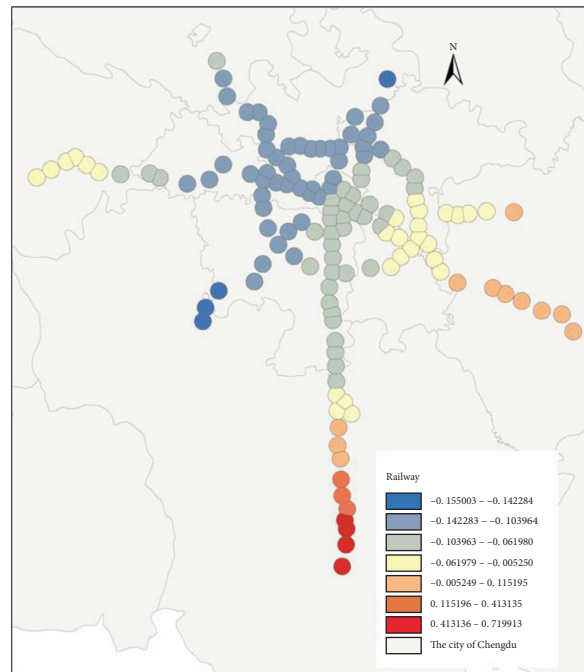 N
Railway
–0. 155003 – –0. 142284
–0. 142283 – –0. 103964
–0. 103963 – –0. 061980
–0. 061979 – –0. 005250
–0. 005249 – 0. 115195
0. 115196 – 0. 413135
0. 413136 – 0. 719913
The city of Chengdu